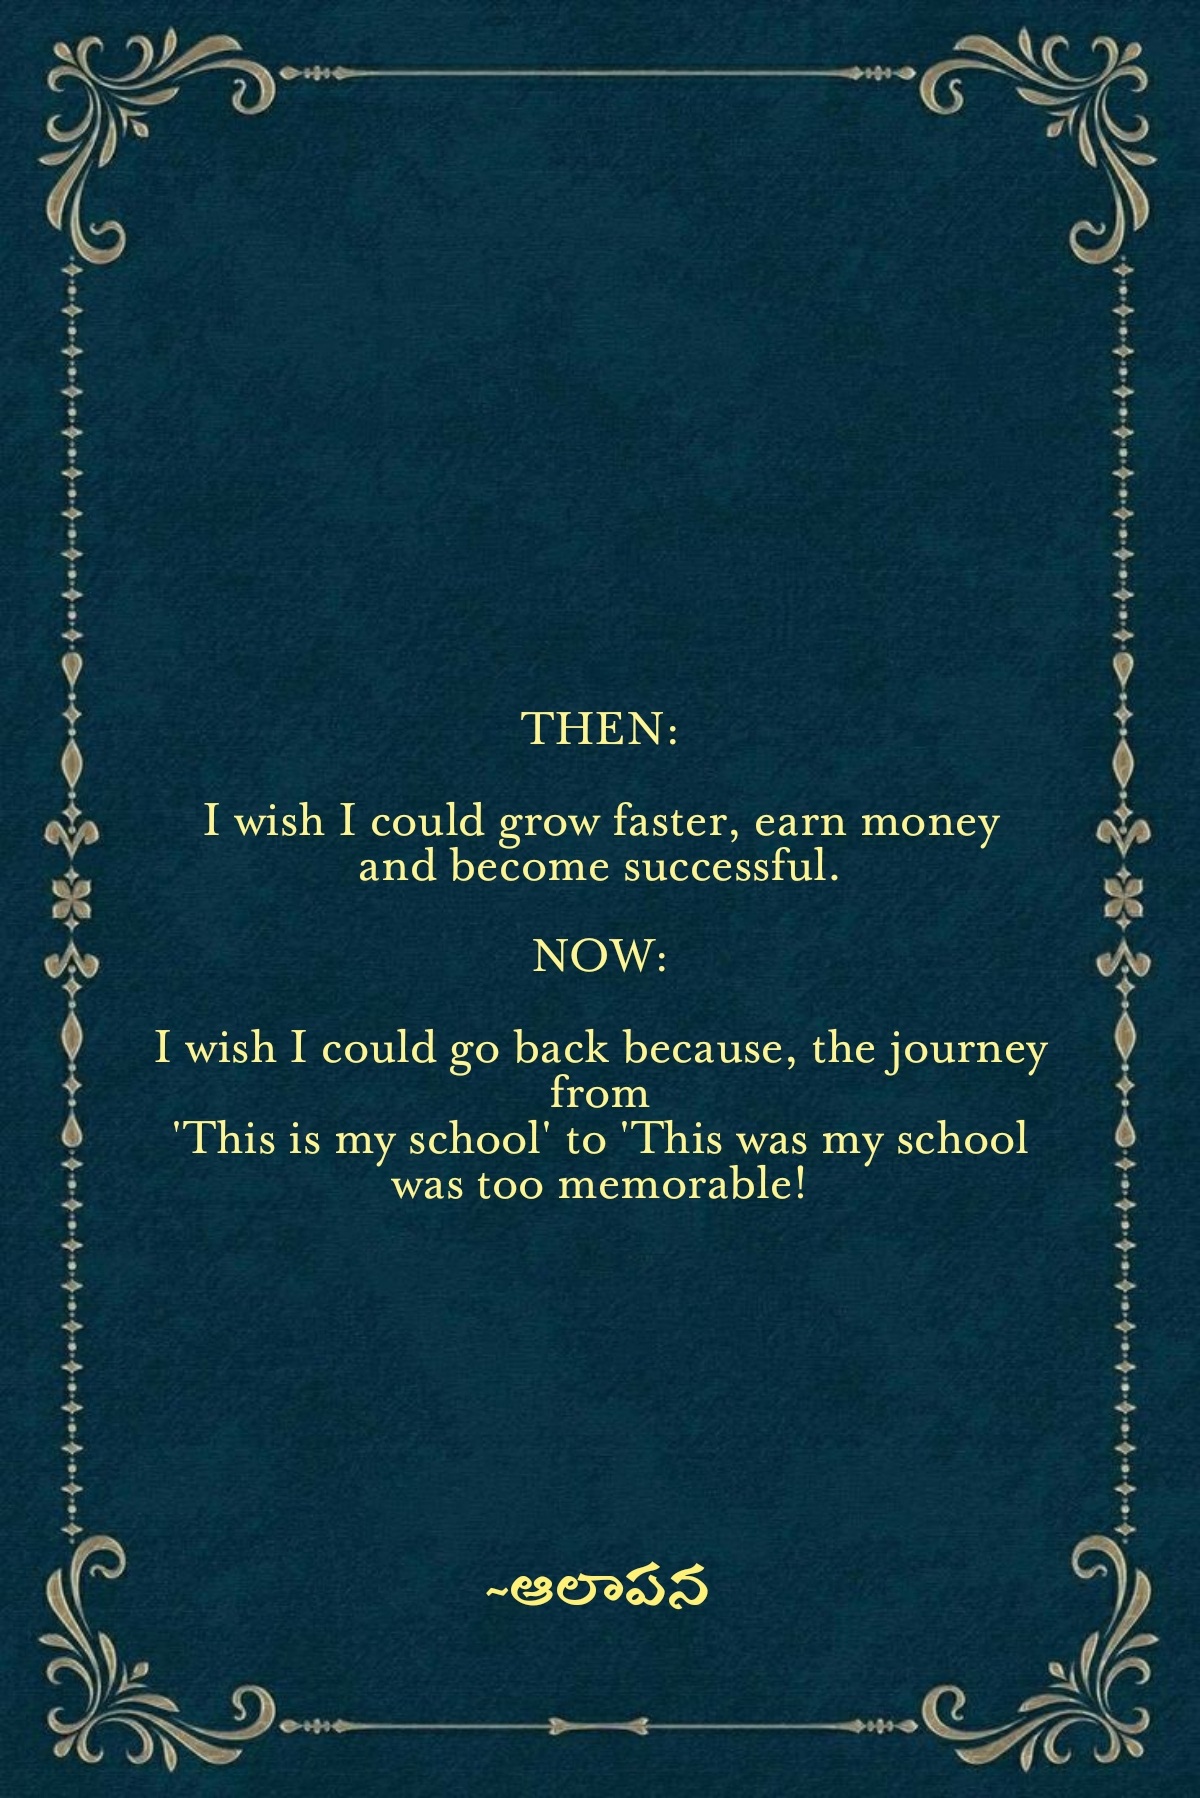 THEN:
I wish I could grow faster, earn money
and become successful.
NOW:
I wish I could go back because, the journey
from
'This is my school' to 'This was my school
was too memorable!
~ఆలాపన